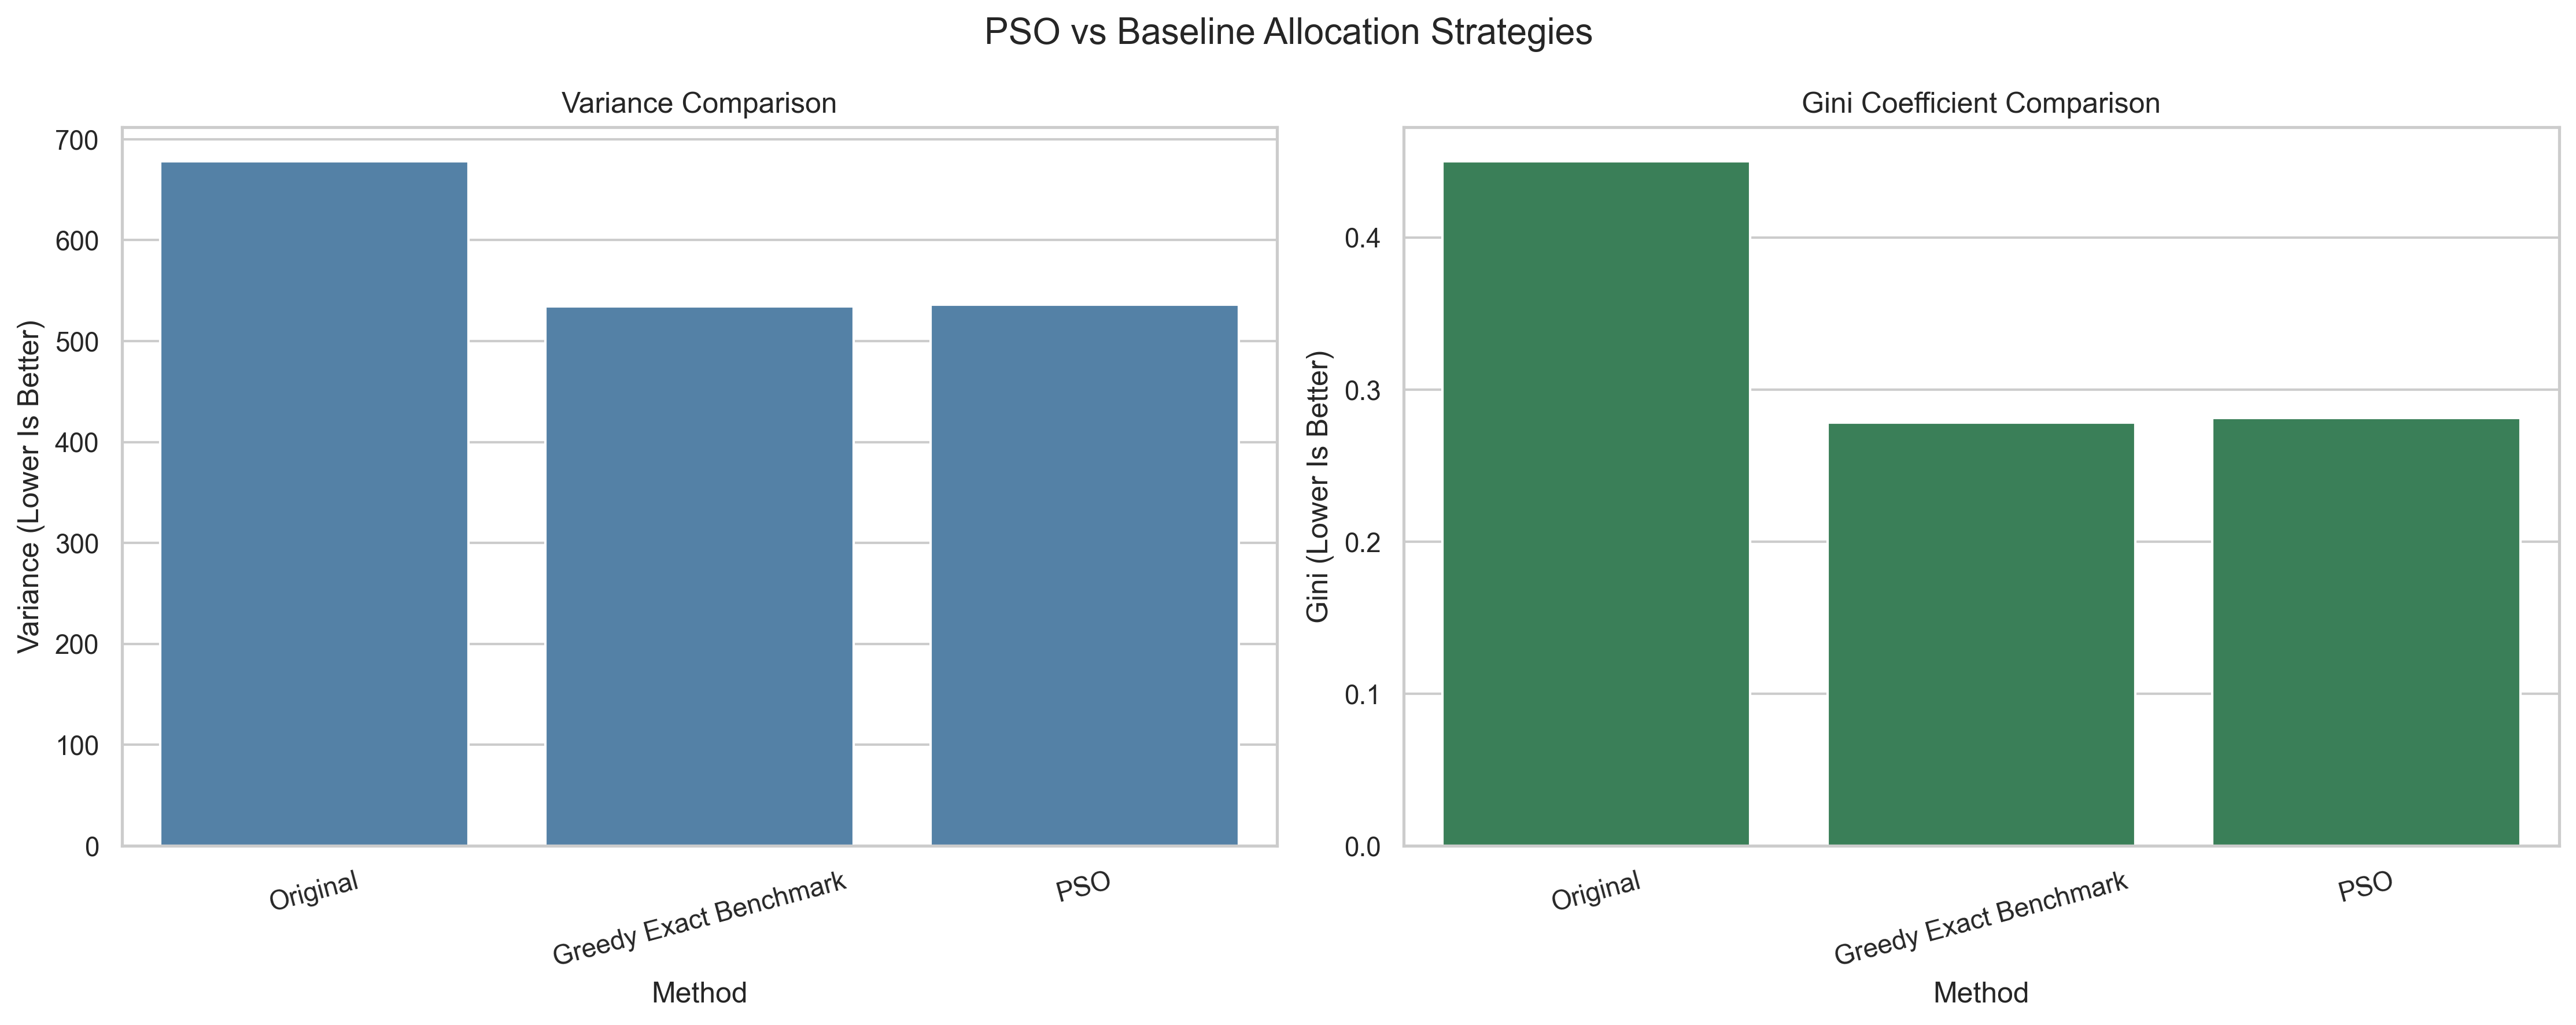 PSO vs Baseline Allocation Strategies
Variance Comparison
Variance (Lower Is Better)
700
600
500
400
300
200
100
0
Original
Greedy Exact Benchmark
PSO
Method
Gini Coefficient Comparison
Gini (Lower Is Better)
0.4
0.3
0.2
0.1
0.0
Original
Greedy Exact Benchmark
PSO
Method